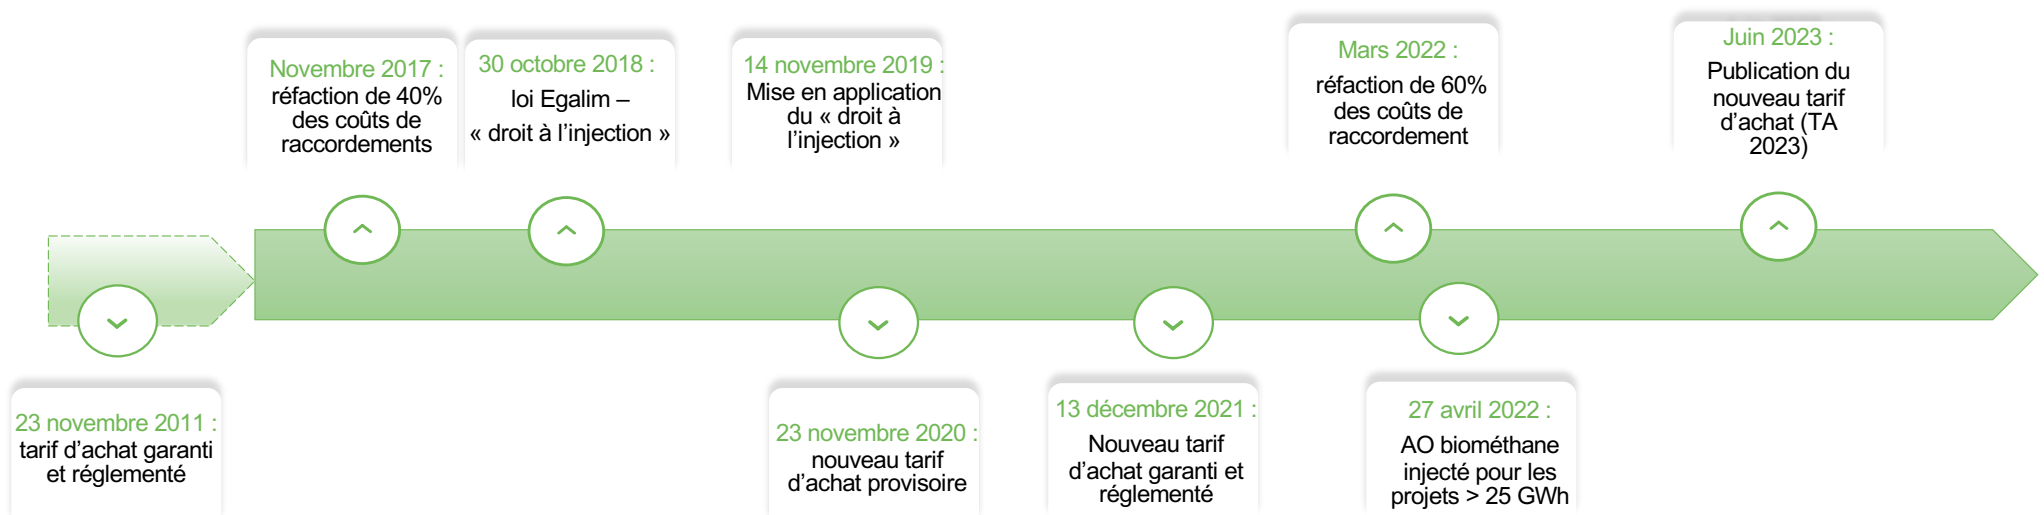 Novembre 2017 :
réfaction de 40%
des coûts de
raccordements
30 octobre 2018 :
loi Egalim –
« droit à l’injection »
14 novembre 2019 :
Mise en application
du « droit à
l’injection »
Mars 2022 :
réfaction de 60%
des coûts de
raccordement
Juin 2023 :
Publication du
nouveau tarif
d’achat (TA
2023)
23 novembre 2011 :
tarif d’achat garanti
et réglementé
23 novembre 2020 :
nouveau tarif
d’achat provisoire
13 décembre 2021 :
Nouveau tarif
d’achat garanti et
réglementé
27 avril 2022 :
AO biométhane
injecté pour les
projets > 25 GWh